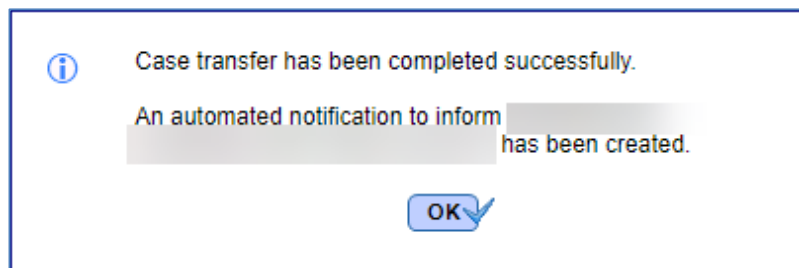 Case transfer has been completed successfully.
An automated notification to inform
has been created.
OK